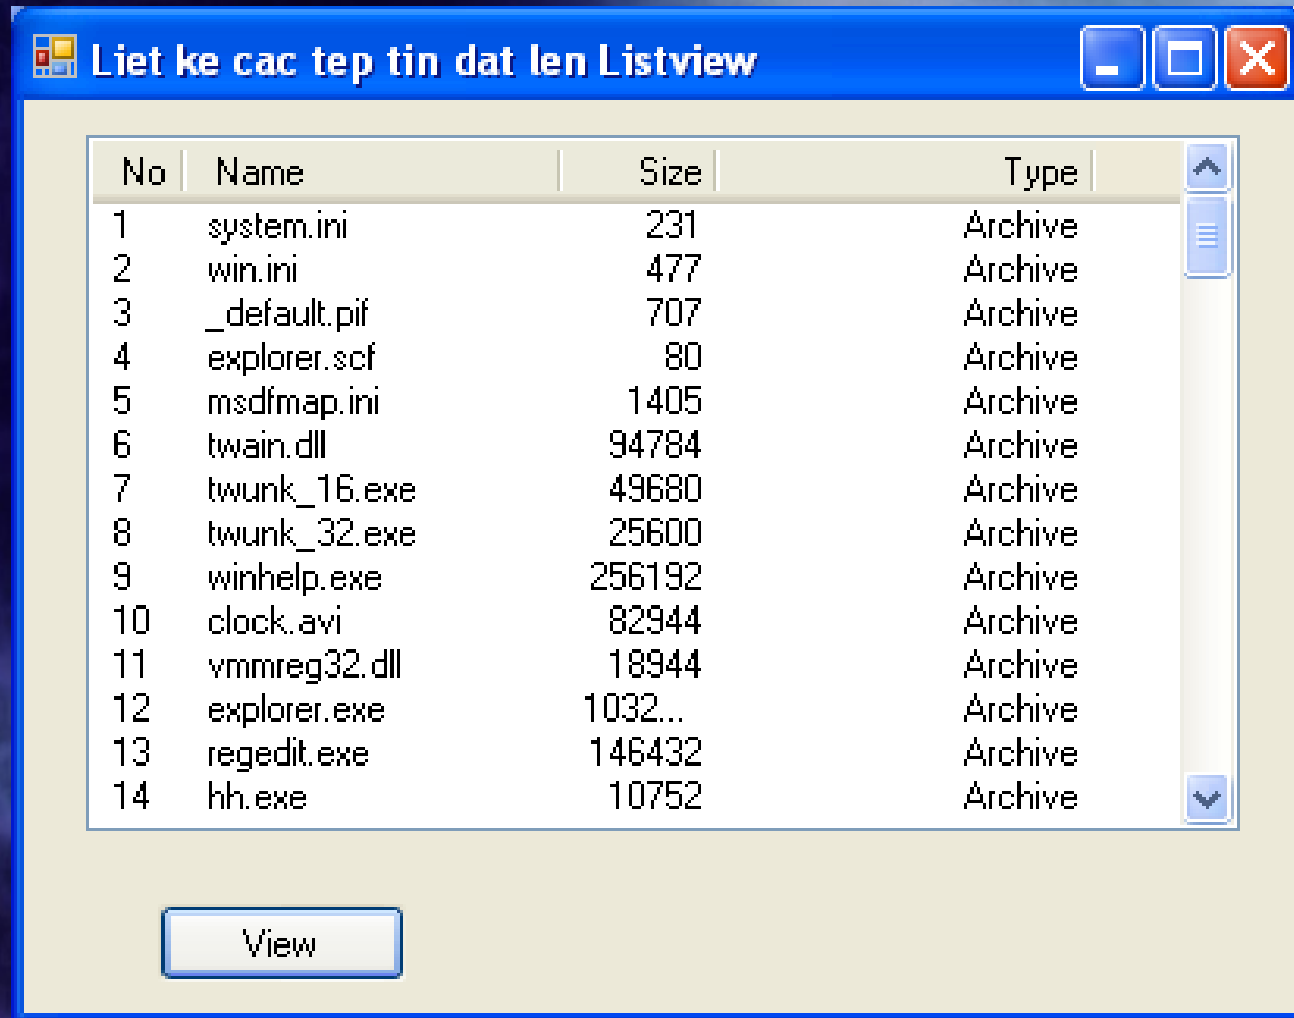 Liet ke cac tep tin dat len Listview
No Name Size Type
1 system.ini 231 Archive
2 win.ini 477 Archive
3 _default.pif 707 Archive
4 explorer.scf 80 Archive
5 msdfmap.ini 1405 Archive
6 twain.dll 94784 Archive
7 twunk_16.exe 49680 Archive
8 twunk_32.exe 25600 Archive
9 winhelp.exe 256192 Archive
10 clock.avi 82944 Archive
11 vmmreg32.dll 18944 Archive
12 explorer.exe 1032... Archive
13 regedit.exe 146432 Archive
14 hh.exe 10752 Archive
View